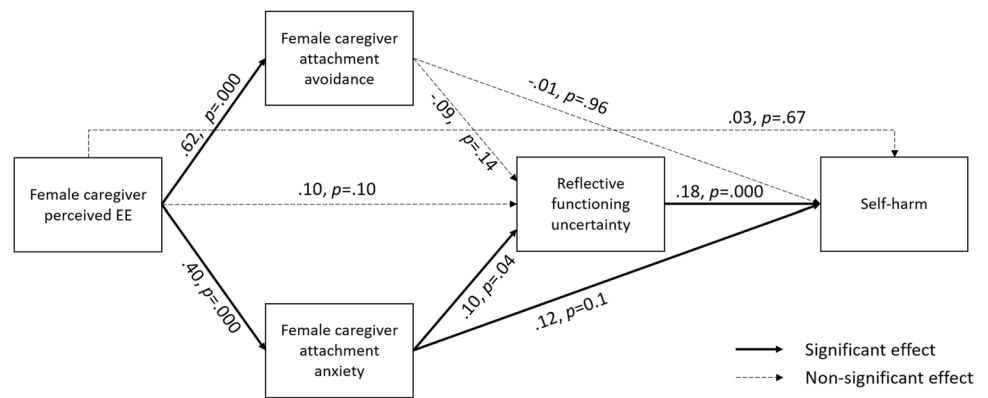 Female caregiver
attachment
avoidance
.62, p=.000
-.09, p=.14
-.01, p=.96
.03, p=.67
Female caregiver
perceived EE
.10, p=.10
Reflective
functioning
uncertainty
.18, p=.000
Self-harm
.40, p=.000
.10, p=.04
.12, p=0.1
Female caregiver
attachment
anxiety
Significant effect
Non-significant effect